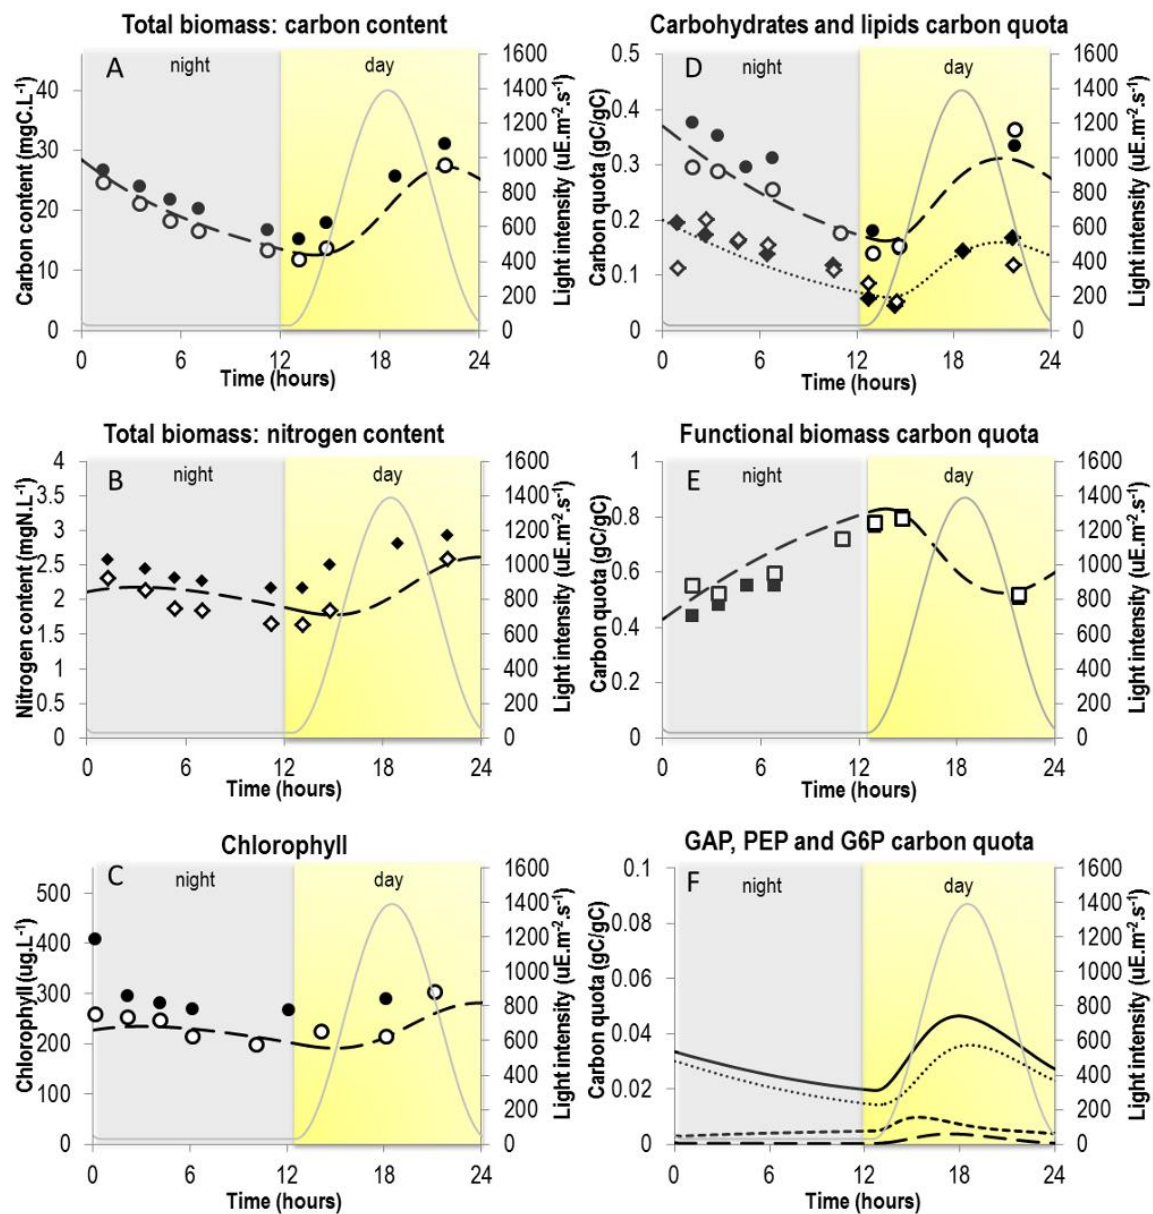 Total biomass: carbon content
A
night
day
Carbon content (mgC.L⁻¹)
40
30
20
10
0
1600
1400
1200
1000
800
600
400
200
0
Light intensity (uE.m⁻².s⁻¹)
0 6 12 18 24
Time (hours)
Carbohydrates and lipids carbon quota
D
night
day
Carbon quota (gC/gC)
0.5
0.4
0.3
0.2
0.1
0
1600
1400
1200
1000
800
600
400
200
0
Light intensity (uE.m⁻².s⁻¹)
0 6 12 18 24
Time (hours)
Total biomass: nitrogen content
B
night
day
Nitrogen content (mgN.L⁻¹)
4
3.5
3
2.5
2
1.5
1
0.5
0
1600
1400
1200
1000
800
600
400
200
0
Light intensity (uE.m⁻².s⁻¹)
0 6 12 18 24
Time (hours)
Functional biomass carbon quota
E
night
day
Carbon quota (gC/gC)
1
0.8
0.6
0.4
0.2
0
1600
1400
1200
1000
800
600
400
200
0
Light intensity (uE.m⁻².s⁻¹)
0 6 12 18 24
Time (hours)
Chlorophyll
C
night
day
Chlorophyll (ug.L⁻¹)
500
400
300
200
100
0
1600
1400
1200
1000
800
600
400
200
0
Light intensity (uE.m⁻².s⁻¹)
0 6 12 18 24
Time (hours)
GAP, PEP and G6P carbon quota
F
night
day
Carbon quota (gC/gC)
0.1
0.08
0.06
0.04
0.02
0
1600
1400
1200
1000
800
600
400
200
0
Light intensity (uE.m⁻².s⁻¹)
0 6 12 18 24
Time (hours)